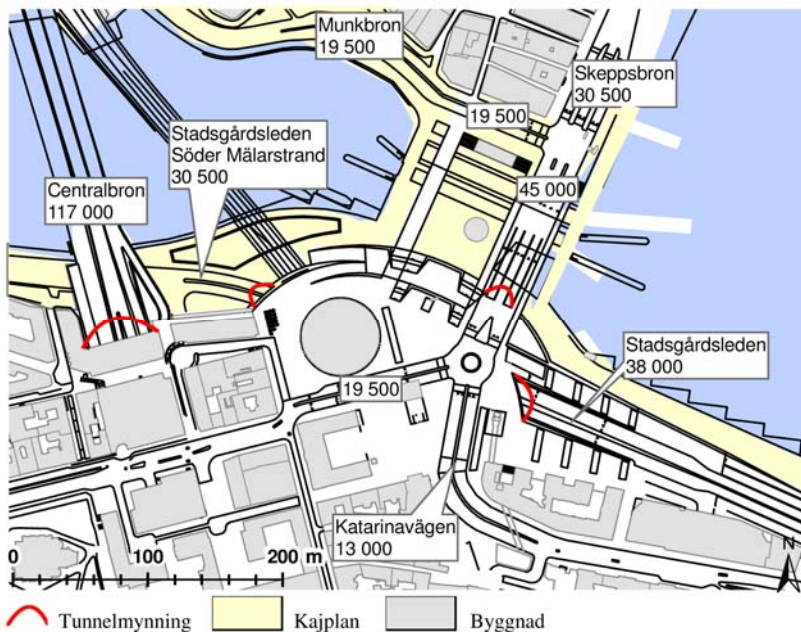 Munkbron
19 500
Skeppsbron
30 500
19 500
Stadsgårdsleden
Söder Mälarstrand
30 500
Centralbron
117 000
45 000
Stadsgårdsleden
38 000
19 500
Katarinavägen
13 000
0 100 200 m
N
Tunnelmynning Kajplan Byggnad